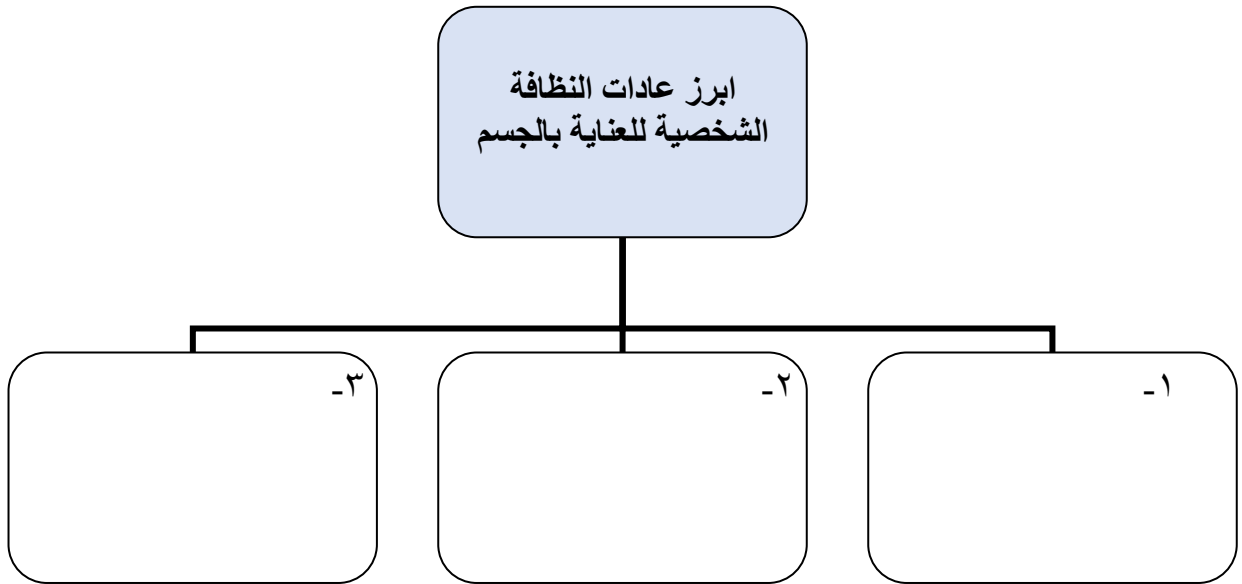 ابرز عادات النظافة
الشخصية للعناية بالجسم
١-
٢-
٣-